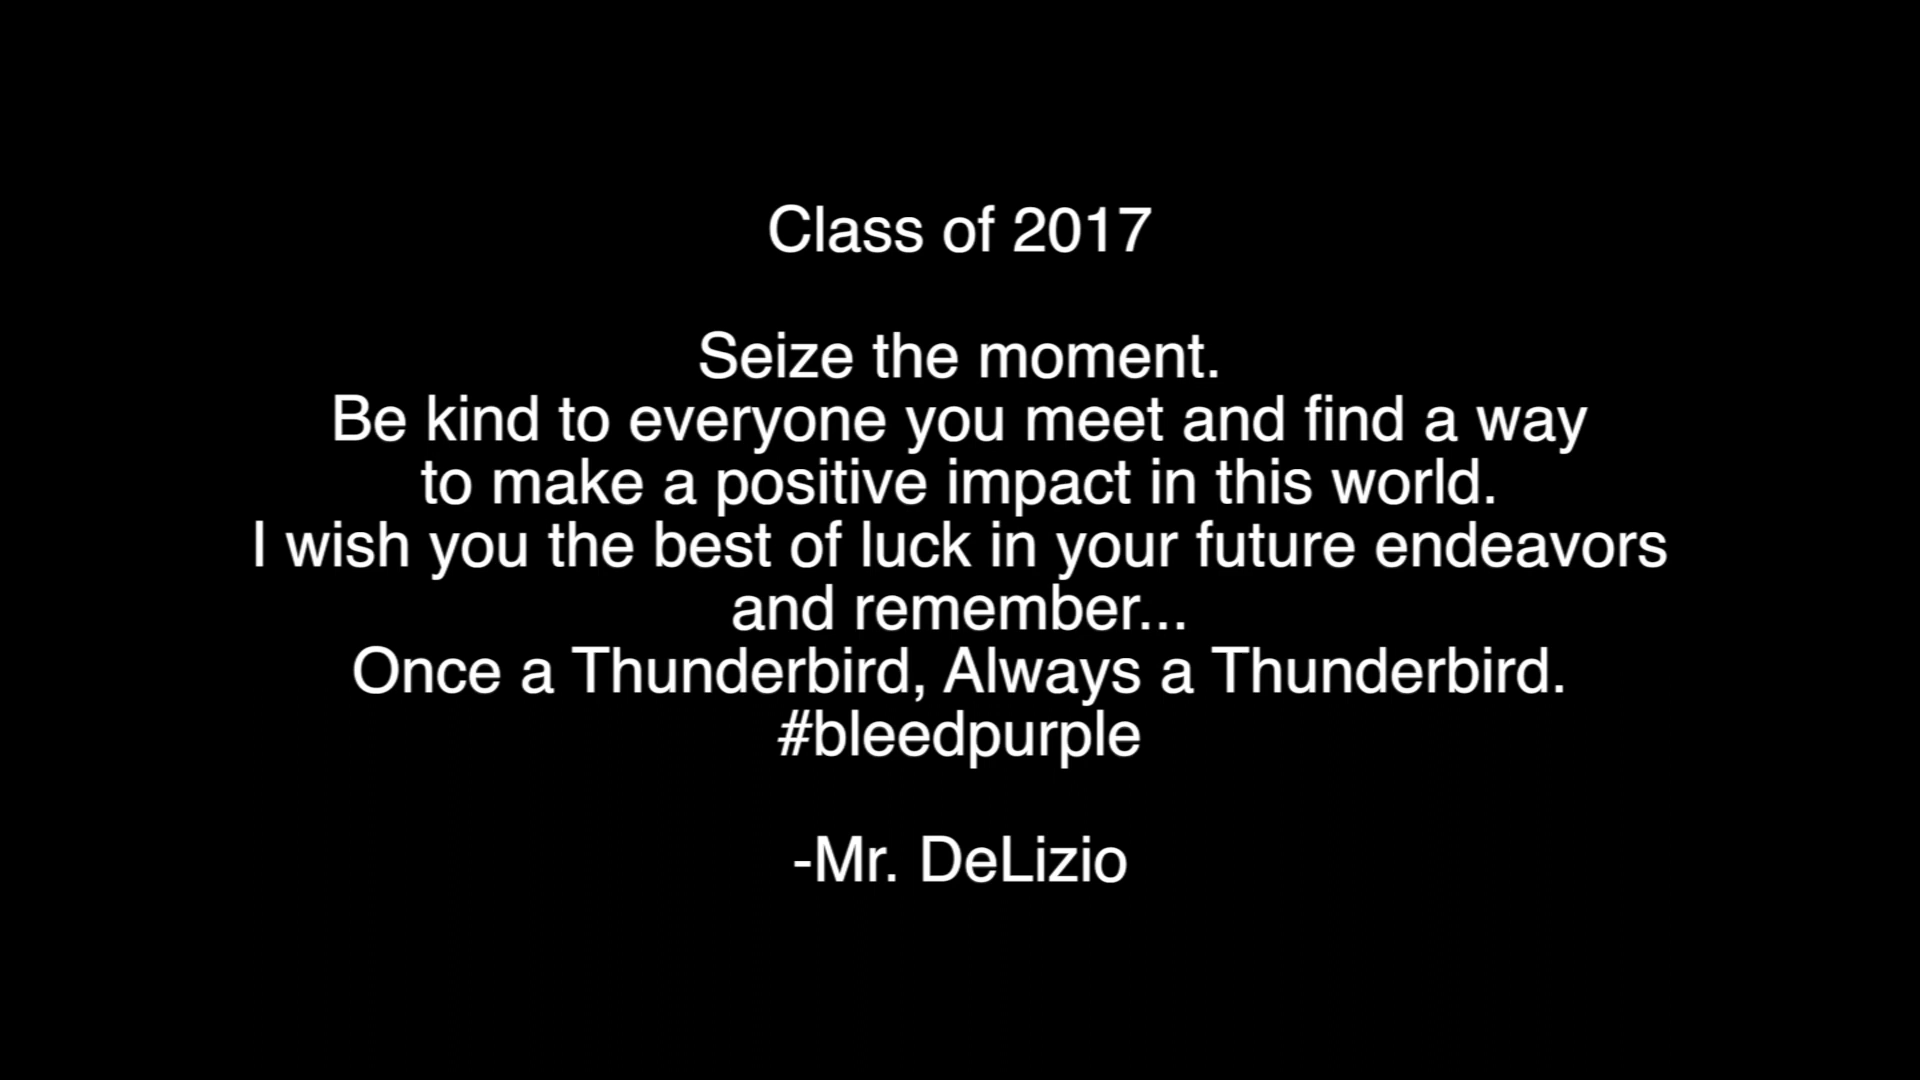 Class of 2017
Seize the moment.
Be kind to everyone you meet and find a way
to make a positive impact in this world.
I wish you the best of luck in your future endeavors
and remember...
Once a Thunderbird, Always a Thunderbird.
#bleedpurple
-Mr. DeLizio